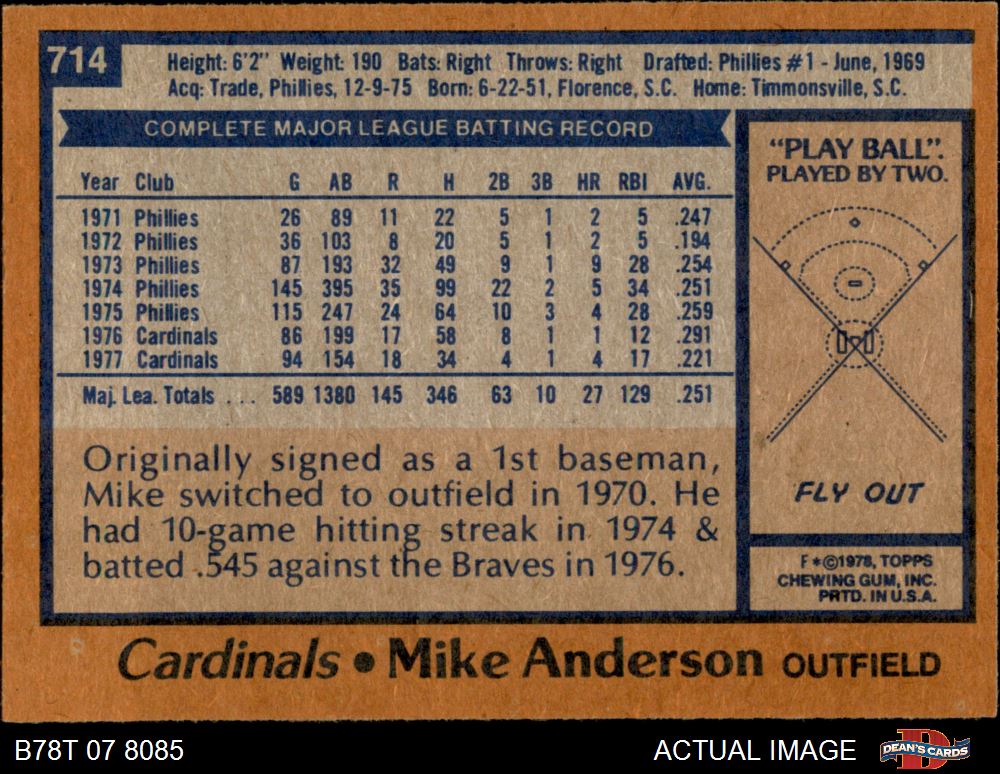 714
Height: 6'2" Weight: 190 Bats: Right Throws: Right Drafted: Phillies #1 - June, 1969
Acq: Trade, Phillies, 12-9-75 Born: 6-22-51, Florence, S.C. Home: Timmonsville, S.C.
COMPLETE MAJOR LEAGUE BATTING RECORD
Year Club G AB R H 2B 3B HR RBI AVG.
1971 Phillies 26 89 11 22 5 1 2 5 .247
1972 Phillies 36 103 8 20 5 1 2 5 .194
1973 Phillies 87 193 32 49 9 1 9 28 .254
1974 Phillies 145 395 35 99 22 2 5 34 .251
1975 Phillies 115 247 24 64 10 3 4 28 .259
1976 Cardinals 86 199 17 58 8 1 1 12 .291
1977 Cardinals 94 154 18 34 4 1 4 17 .221
Maj. Lea. Totals . . . 589 1380 145 346 63 10 27 129 .251
Originally signed as a 1st baseman,
Mike switched to outfield in 1970. He
had 10-game hitting streak in 1974 &
batted .545 against the Braves in 1976.
"PLAY BALL".
PLAYED BY TWO.
FLY OUT
F*©1978, TOPPS
CHEWING GUM, INC.
PRTD. IN U.S.A.
Cardinals • Mike Anderson OUTFIELD
B78T 07 8085
ACTUAL IMAGE
DEAN'S CARDS